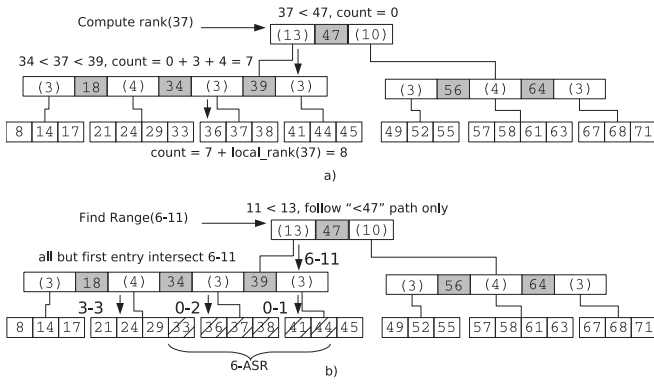 37 < 47, count = 0
Compute rank(37)
(13) 47 (10)
34 < 37 < 39, count = 0 + 3 + 4 = 7
(3) 18 (4) 34 (3) 39 (3)
(3) 56 (4) 64 (3)
8 14 17 21 24 29 33 36 37 38 41 44 45 49 52 55 57 58 61 63 67 68 71
count = 7 + local_rank(37) = 8
a)
11 < 13, follow "<47" path only
Find Range(6-11)
(13) 47 (10)
all but first entry intersect 6-11
6-11
(3) 18 (4) 34 (3) 39 (3)
(3) 56 (4) 64 (3)
3-3 0-2 0-1
8 14 17 21 24 29 33 36 37 38 41 44 45 49 52 55 57 58 61 63 67 68 71
6-ASR
b)